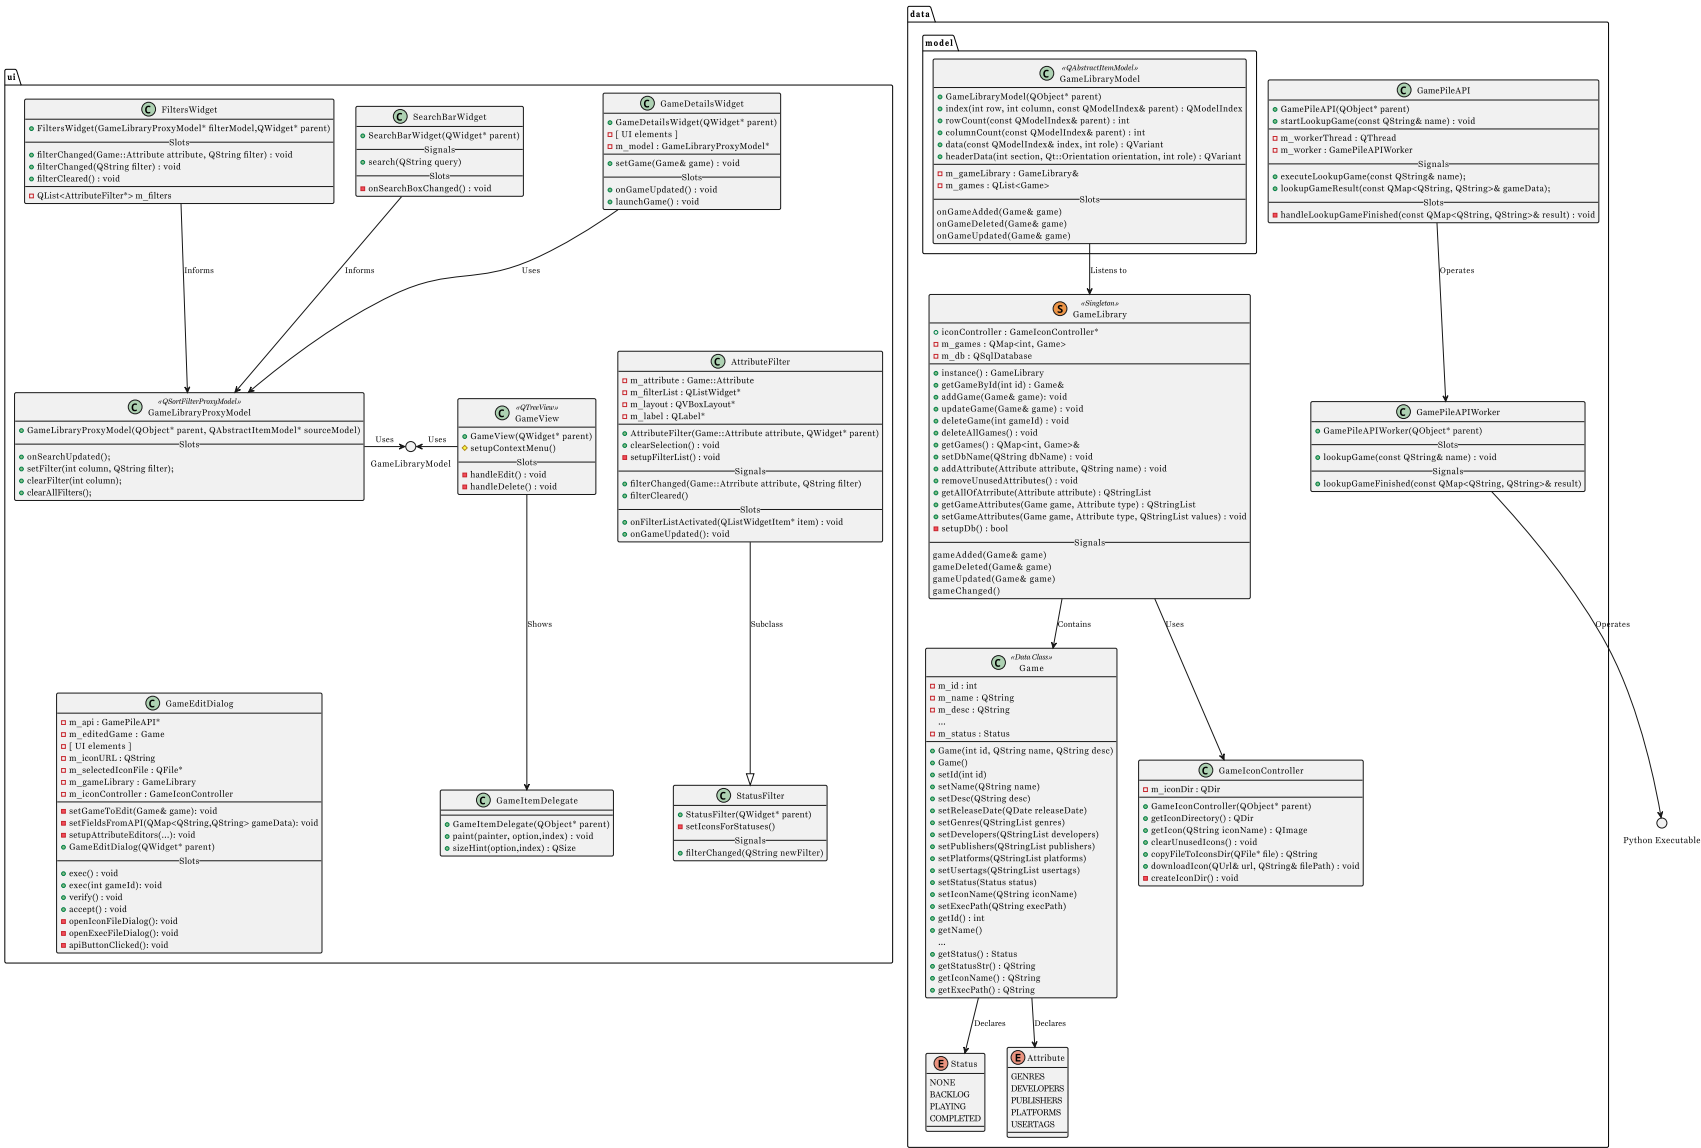 ui
FiltersWidget
FiltersWidget(GameLibraryProxyModel* filterModel,QWidget* parent)
Slots
filterChanged(Game::Attribute attribute, QString filter) : void
filterChanged(QString filter) : void
filterCleared() : void
QList<AttributeFilter*> m_filters
SearchBarWidget
SearchBarWidget(QWidget* parent)
Signals
search(QString query)
Slots
onSearchBoxChanged() : void
GameDetailsWidget
GameDetailsWidget(QWidget* parent)
[ UI elements ]
m_model : GameLibraryProxyModel*
setGame(Game& game) : void
Slots
onGameUpdated() : void
launchGame() : void
Informs
Informs
Uses
«QSortFilterProxyModel»
GameLibraryProxyModel
GameLibraryProxyModel(QObject* parent, QAbstractItemModel* sourceModel)
Slots
onSearchUpdated();
setFilter(int column, QString filter);
clearFilter(int column);
clearAllFilters();
Uses
Uses
GameLibraryModel
«QTreeView»
GameView
GameView(QWidget* parent)
setupContextMenu()
Slots
handleEdit() : void
handleDelete() : void
AttributeFilter
m_attribute : Game::Attribute
m_filterList : QListWidget*
m_layout : QVBoxLayout*
m_label : QLabel*
AttributeFilter(Game::Attribute attribute, QWidget* parent)
clearSelection() : void
setupFilterList() : void
Signals
filterChanged(Game::Atrribute attribute, QString filter)
filterCleared()
Slots
onFilterListActivated(QListWidgetItem* item) : void
onGameUpdated(): void
Shows
Subclass
GameEditDialog
m_api : GamePileAPI*
m_editedGame : Game
[ UI elements ]
m_iconURL : QString
m_selectedIconFile : QFile*
m_gameLibrary : GameLibrary
m_iconController : GameIconController
setGameToEdit(Game& game): void
setFieldsFromAPI(QMap<QString,QString> gameData): void
setupAttributeEditors(...): void
GameEditDialog(QWidget* parent)
Slots
exec() : void
exec(int gameId): void
verify() : void
accept() : void
openIconFileDialog(): void
openExecFileDialog(): void
apiButtonClicked(): void
GameItemDelegate
GameItemDelegate(QObject* parent)
paint(painter, option,index) : void
sizeHint(option,index) : QSize
StatusFilter
StatusFilter(QWidget* parent)
setIconsForStatuses()
Signals
filterChanged(QString newFilter)
data
model
«QAbstractItemModel»
GameLibraryModel
GameLibraryModel(QObject* parent)
index(int row, int column, const QModelIndex& parent) : QModelIndex
rowCount(const QModelIndex& parent) : int
columnCount(const QModelIndex& parent) : int
data(const QModelIndex& index, int role) : QVariant
headerData(int section, Qt::Orientation orientation, int role) : QVariant
m_gameLibrary : GameLibrary&
m_games : QList<Game>
Slots
onGameAdded(Game& game)
onGameDeleted(Game& game)
onGameUpdated(Game& game)
GamePileAPI
GamePileAPI(QObject* parent)
startLookupGame(const QString& name) : void
m_workerThread : QThread
m_worker : GamePileAPIWorker
Signals
executeLookupGame(const QString& name);
lookupGameResult(const QMap<QString, QString>& gameData);
Slots
handleLookupGameFinished(const QMap<QString, QString>& result) : void
Listens to
Operates
«Singleton»
S
GameLibrary
iconController : GameIconController*
m_games : QMap<int, Game>
m_db : QSqlDatabase
instance() : GameLibrary
getGameById(int id) : Game&
addGame(Game& game): void
updateGame(Game& game) : void
deleteGame(int gameId) : void
deleteAllGames() : void
getGames() : QMap<int, Game>&
setDbName(QString dbName) : void
addAttribute(Attribute attribute, QString name) : void
removeUnusedAttributes() : void
getAllOfAtrribute(Attribute attribute) : QStringList
getGameAttributes(Game game, Attribute type) : QStringList
setGameAttributes(Game game, Attribute type, QStringList values) : void
setupDb() : bool
Signals
gameAdded(Game& game)
gameDeleted(Game& game)
gameUpdated(Game& game)
gameChanged()
GamePileAPIWorker
GamePileAPIWorker(QObject* parent)
Slots
lookupGame(const QString& name) : void
Signals
lookupGameFinished(const QMap<QString, QString>& result)
Contains
Uses
Operates
«Data Class»
Game
m_id : int
m_name : QString
m_desc : QString
...
m_status : Status
Game(int id, QString name, QString desc)
Game()
setId(int id)
setName(QString name)
setDesc(QString desc)
setReleaseDate(QDate releaseDate)
setGenres(QStringList genres)
setDevelopers(QStringList developers)
setPublishers(QStringList publishers)
setPlatforms(QStringList platforms)
setUsertags(QStringList usertags)
setStatus(Status status)
setIconName(QString iconName)
setExecPath(QString execPath)
getId() : int
getName()
...
getStatus() : Status
getStatusStr() : QString
getIconName() : QString
getExecPath() : QString
GameIconController
m_iconDir : QDir
GameIconController(QObject* parent)
getIconDirectory() : QDir
getIcon(QString iconName) : QImage
clearUnusedIcons() : void
copyFileToIconsDir(QFile* file) : QString
downloadIcon(QUrl& url, QString& filePath) : void
createIconDir() : void
Python Executable
Declares
Declares
E Status
NONE
BACKLOG
PLAYING
COMPLETED
E Attribute
GENRES
DEVELOPERS
PUBLISHERS
PLATFORMS
USERTAGS